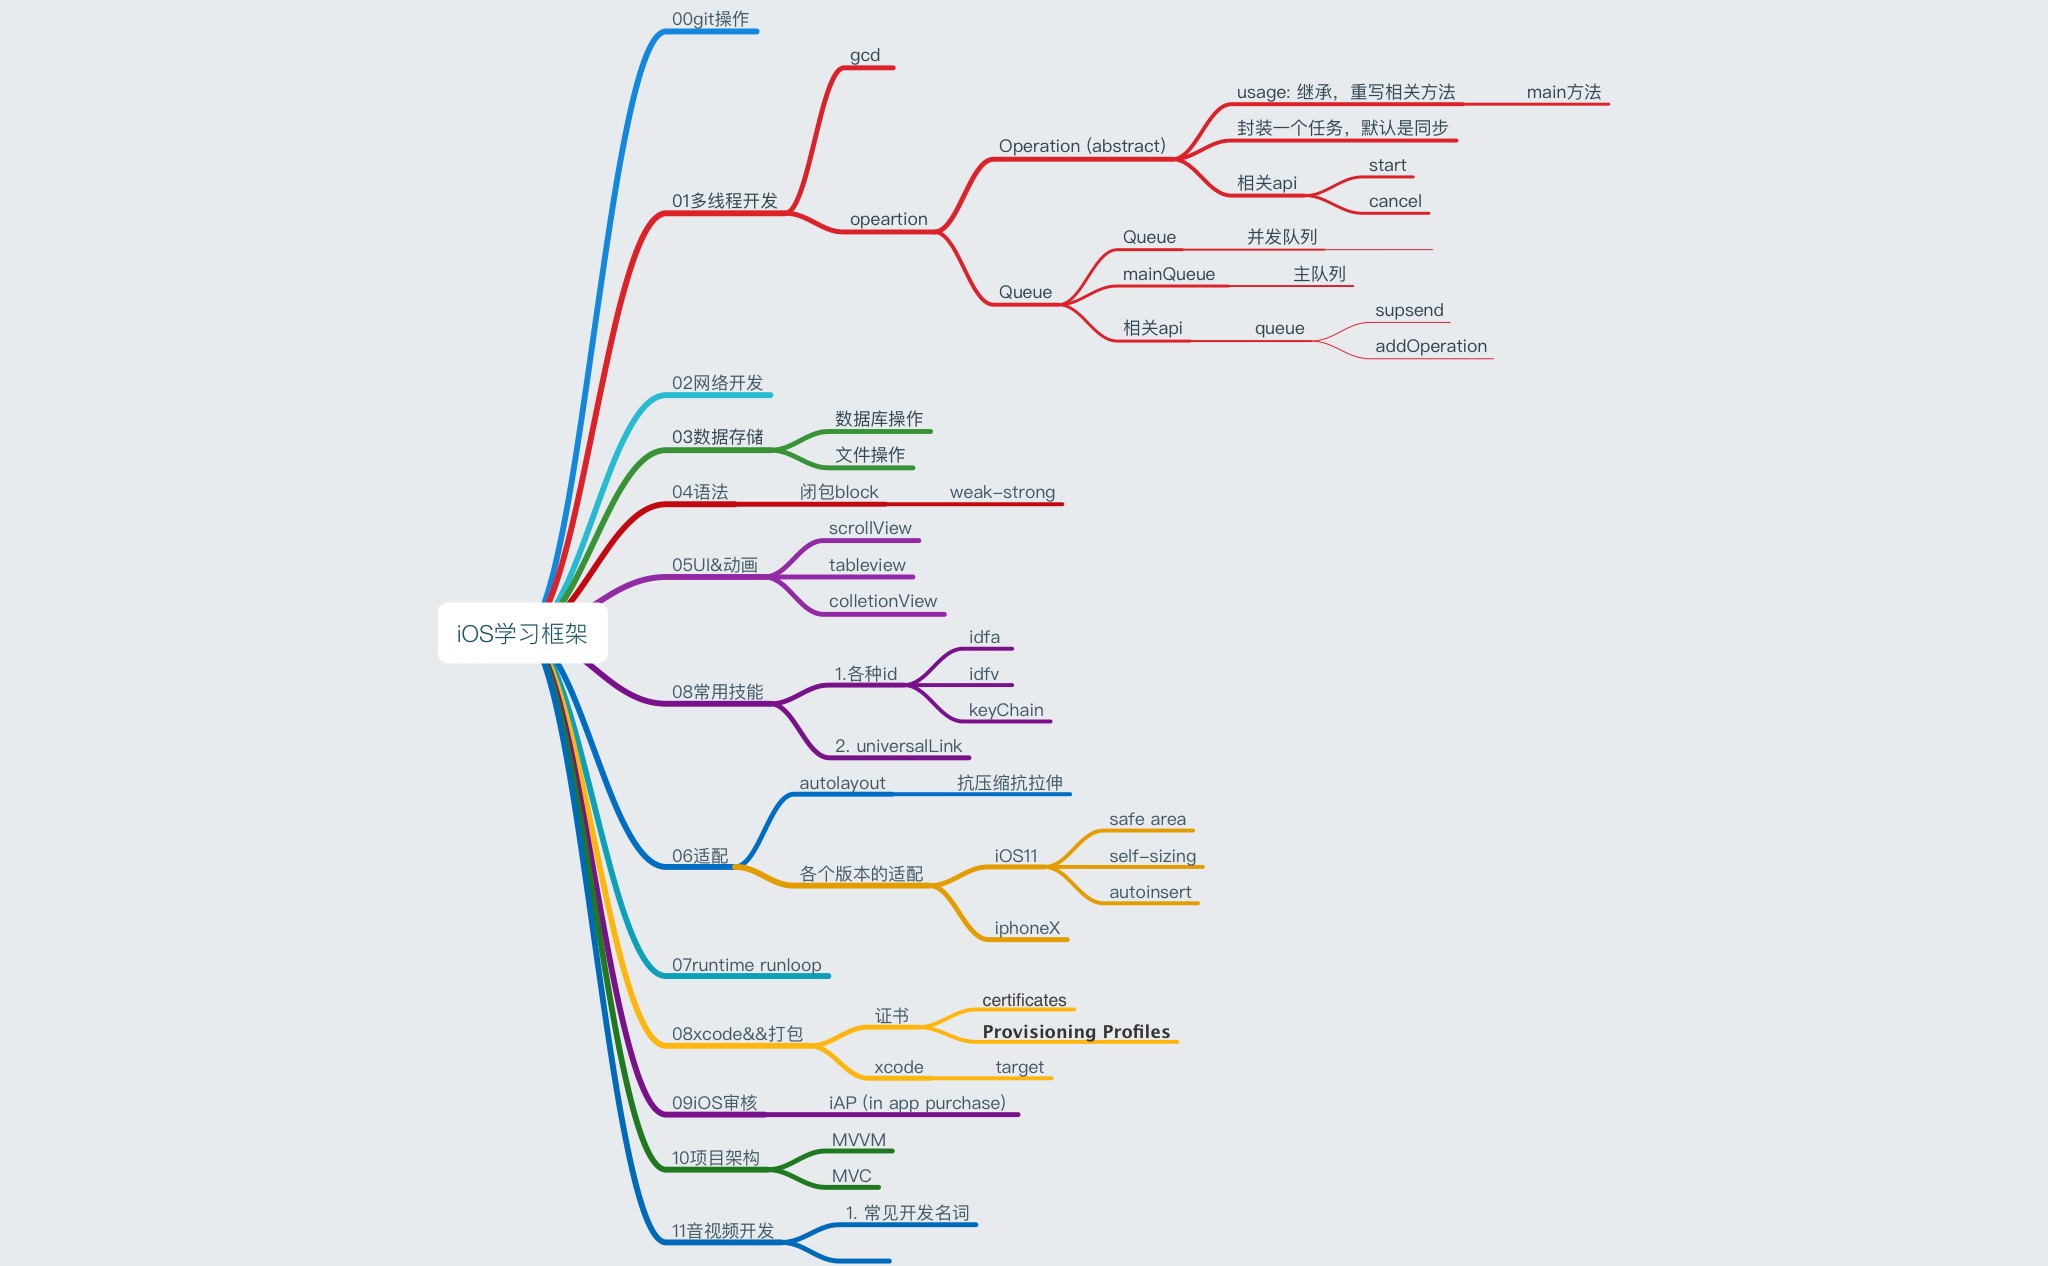 00git操作
gcd
usage: 继承，重写相关方法
main方法
封装一个任务，默认是同步
Operation (abstract)
start
相关api
cancel
01多线程开发
opeartion
Queue
并发队列
mainQueue
主队列
Queue
supsend
相关api
queue
addOperation
02网络开发
数据库操作
03数据存储
文件操作
04语法
闭包block
weak-strong
scrollView
05UI&动画
tableview
colletionView
iOS学习框架
idfa
1.各种id
idfv
08常用技能
keyChain
2. universalLink
autolayout
抗压缩抗拉伸
safe area
06适配
iOS11
self-sizing
各个版本的适配
autoinsert
iphoneX
07runtime runloop
certificates
证书
Provisioning Profiles
08xcode&&打包
xcode
target
09iOS审核
iAP (in app purchase)
MVVM
10项目架构
MVC
1. 常见开发名词
11音视频开发